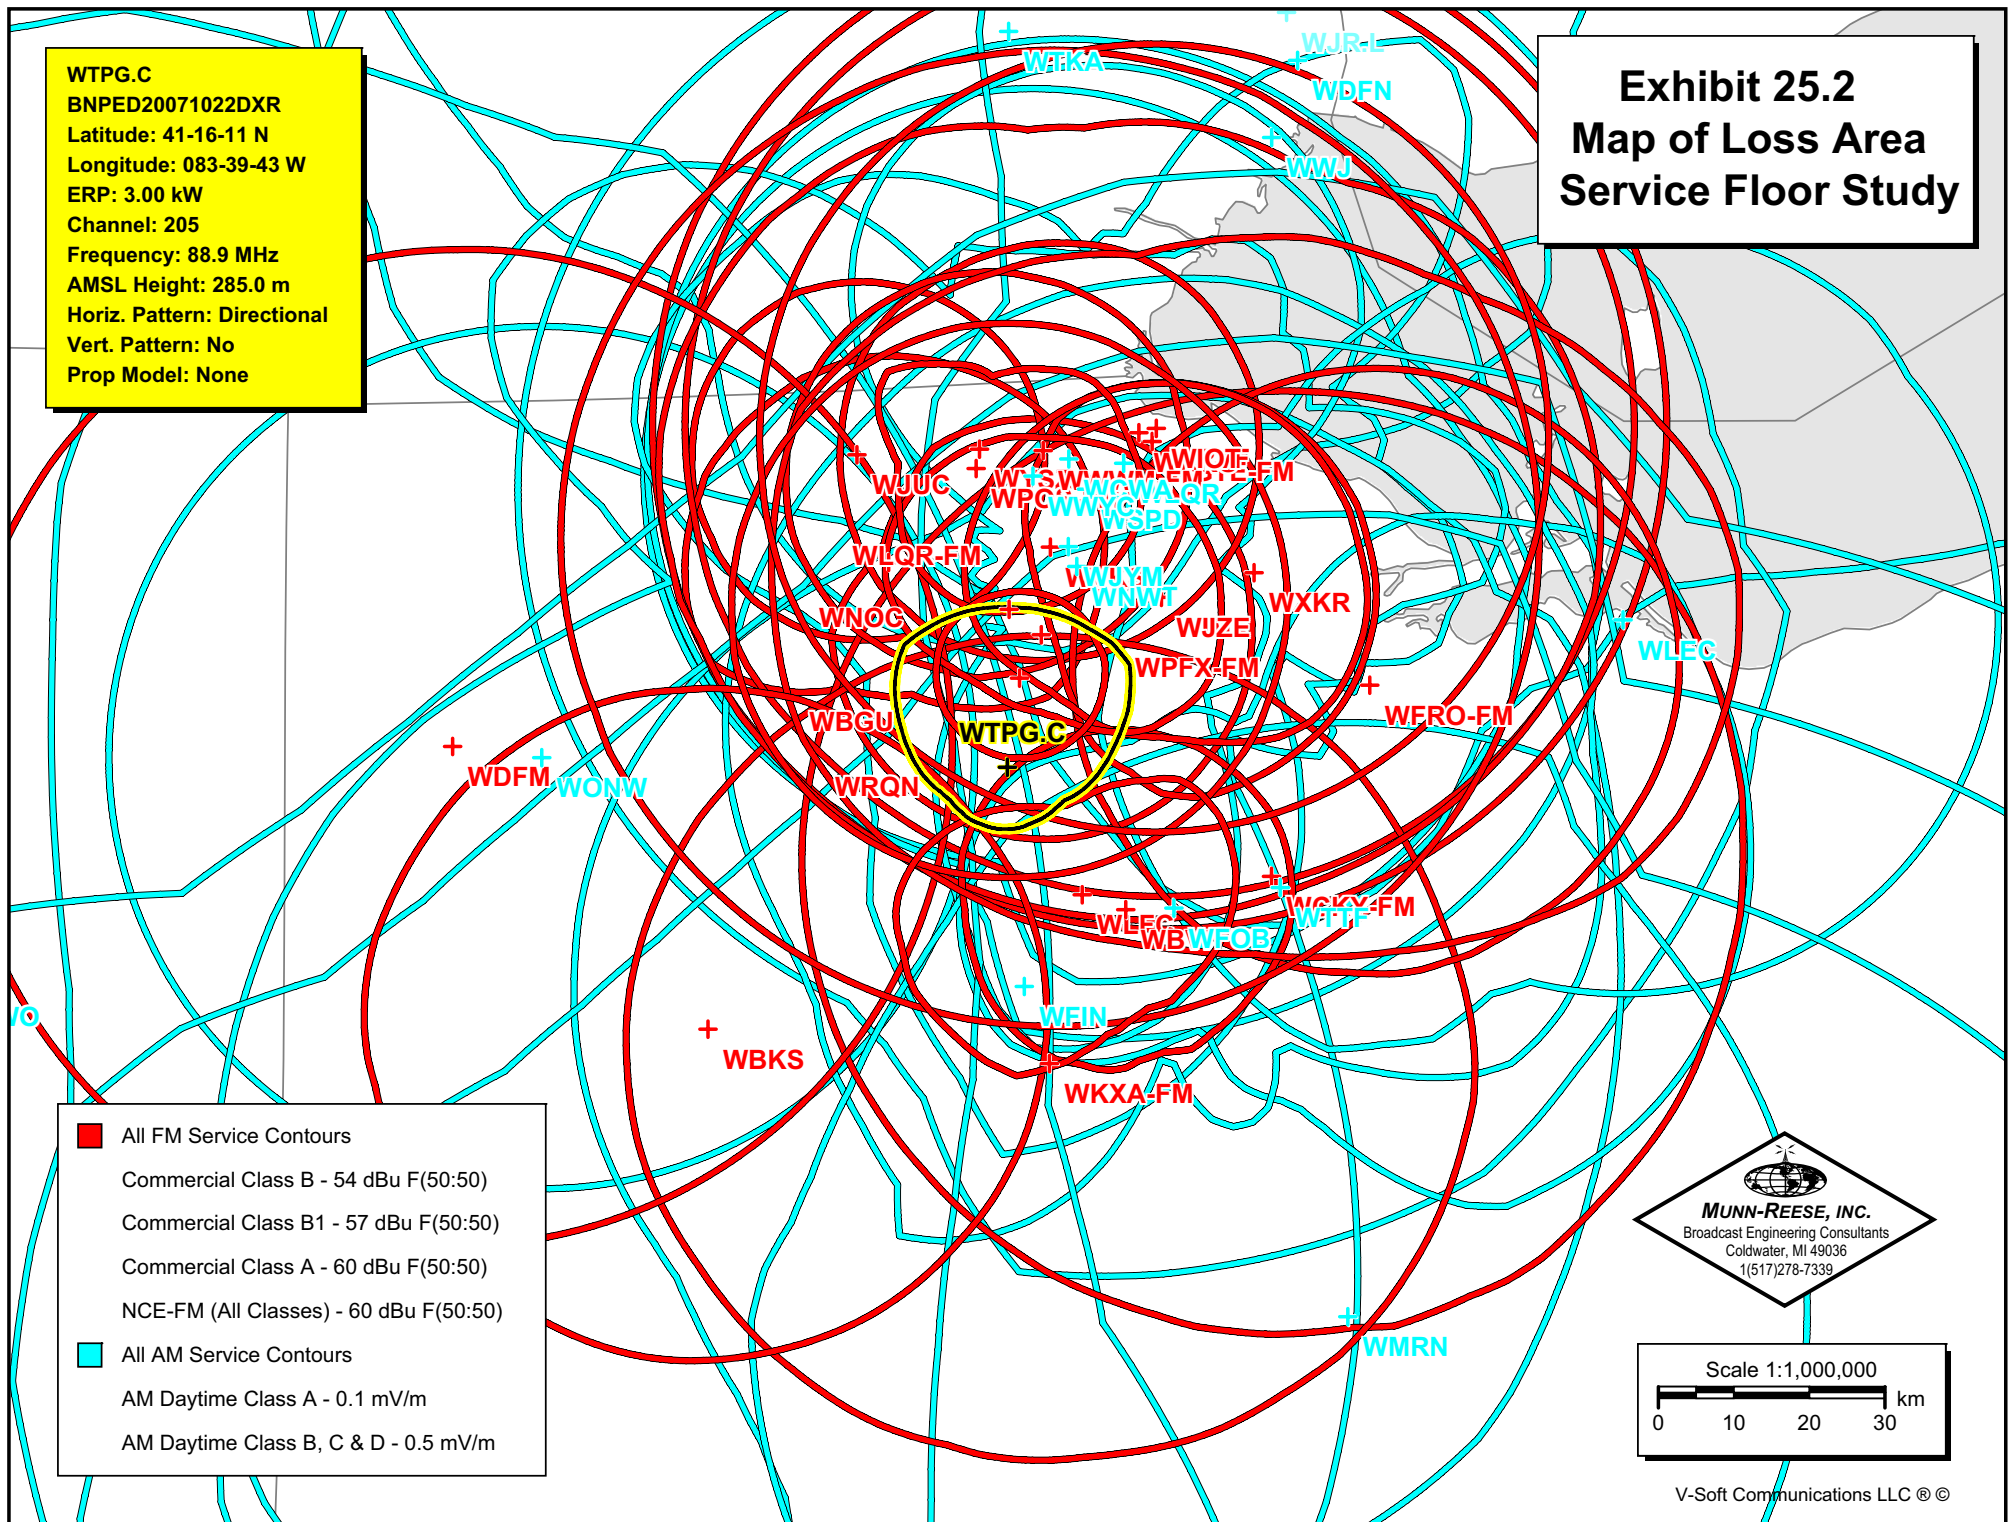 WTPG.C
BNPED20071022DXR
Latitude: 41-16-11 N
Longitude: 083-39-43 W
ERP: 3.00 kW
Channel: 205
Frequency: 88.9 MHz
AMSL Height: 285.0 m
Horiz. Pattern: Directional
Vert. Pattern: No
Prop Model: None
Exhibit 25.2
Map of Loss Area
Service Floor Study
WJR.L
WTKA
WDFN
WWJ
WIOT
WJUC
WSPD
WLQR-FM
WJYM
WNWT
WXKR
WNOC
WJZE
WLEC
WPFX-FM
WBGU
WFRO-FM
WTPG.C
WDFM
WONW
WRQN
WCKY-FM
WTTF
WFOB
WFIN
WBKS
WKXA-FM
WMRN
All FM Service Contours
Commercial Class B - 54 dBu F(50:50)
Commercial Class B1 - 57 dBu F(50:50)
Commercial Class A - 60 dBu F(50:50)
NCE-FM (All Classes) - 60 dBu F(50:50)
All AM Service Contours
AM Daytime Class A - 0.1 mV/m
AM Daytime Class B, C & D - 0.5 mV/m
MUNN-REESE, INC.
Broadcast Engineering Consultants
Coldwater, MI 49036
1(517)278-7339
Scale 1:1,000,000
km
0 10 20 30
V-Soft Communications LLC ® ©